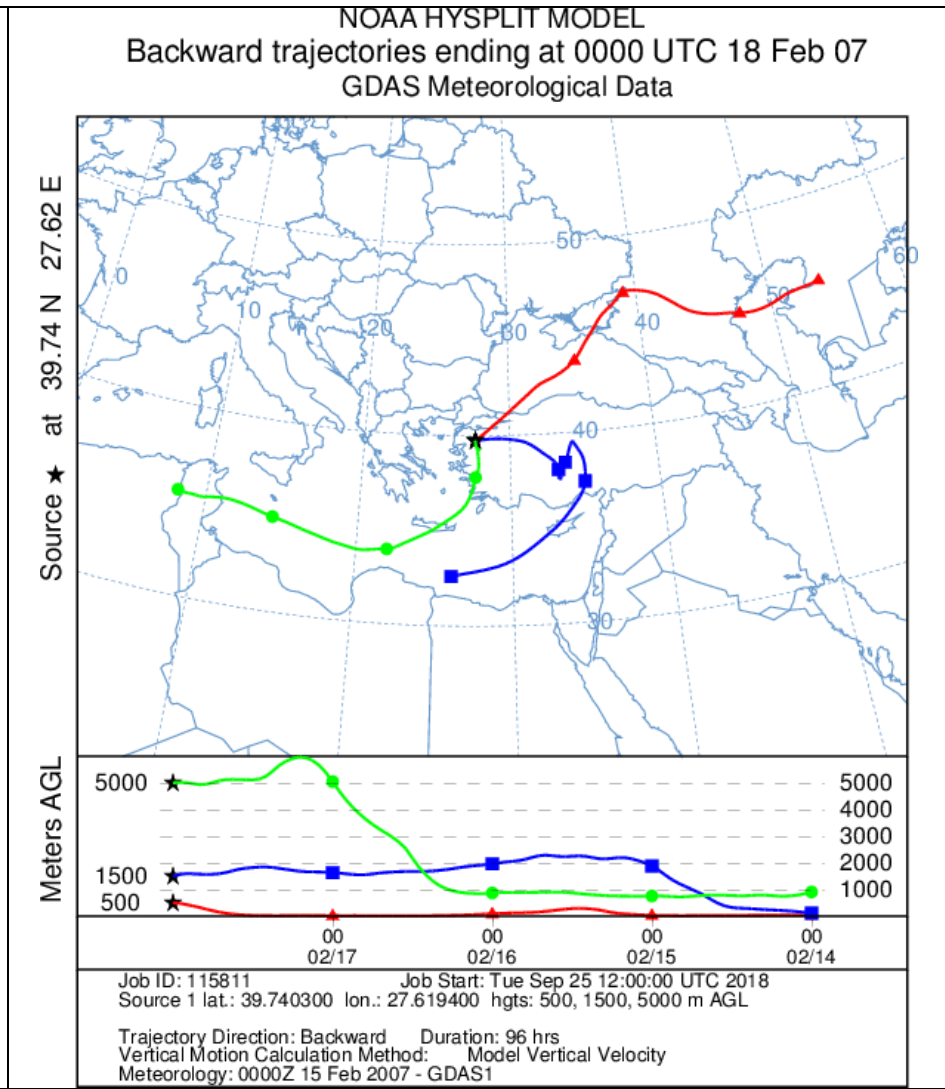 NOAA HYSPLIT MODEL
Backward trajectories ending at 0000 UTC 18 Feb 07
GDAS Meteorological Data
Source ★ at 39.74 N 27.62 E
50
60
0
50
10
20
30
40
40
30
Meters AGL
5000 5000
4000
3000
2000
1500
1000
500
00 00 00 00
02/17 02/16 02/15 02/14
Job ID: 115811 Job Start: Tue Sep 25 12:00:00 UTC 2018
Source 1 lat.: 39.740300 lon.: 27.619400 hgts: 500, 1500, 5000 m AGL
Trajectory Direction: Backward Duration: 96 hrs
Vertical Motion Calculation Method: Model Vertical Velocity
Meteorology: 0000Z 15 Feb 2007 - GDAS1